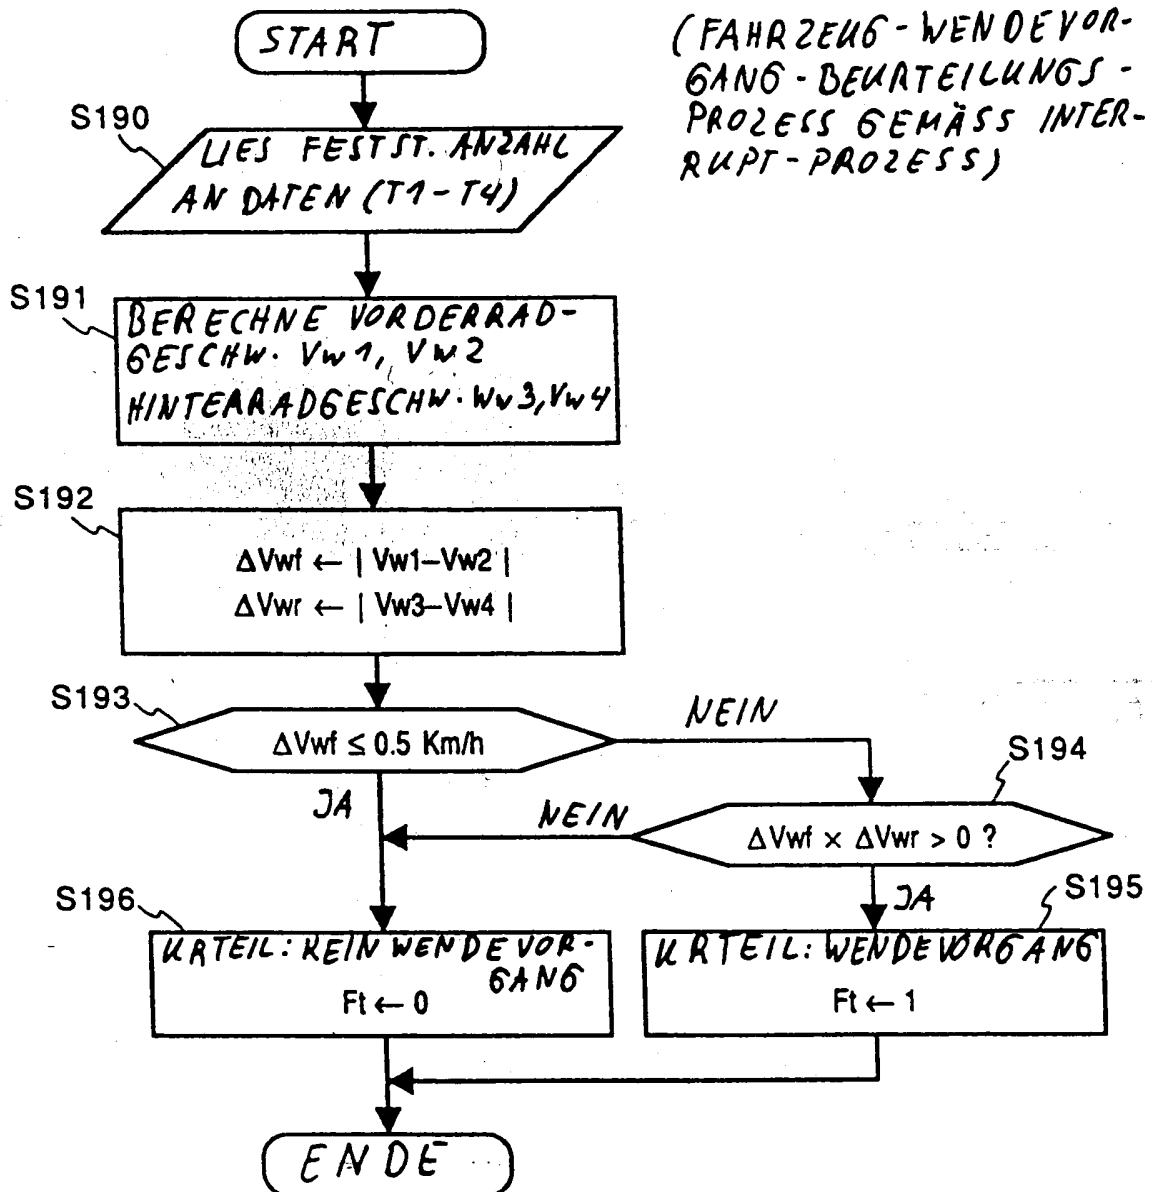 START
(FAHRZEUG-WENDEVOR-
GANG-BEURTEILUNGS-
PROZESS GEMÄSS INTER-
RUPT-PROZESS)
S190
LIES FESTST. ANZAHL
AN DATEN (T1-T4)
S191
BERECHNE VORDERRAD-
GESCHW. Vw1, Vw2
HINTERRADGESCHW. Wv3, Vw4
S192
ΔVwf ← | Vw1–Vw2 |
ΔVwr ← | Vw3–Vw4 |
S193
ΔVwf ≤ 0.5 Km/h
NEIN
S194
JA
NEIN
ΔVwf × ΔVwr > 0 ?
S196
JA
S195
URTEIL: KEIN WENDEVOR-
GANG
Ft ← 0
URTEIL: WENDEVORGANG
Ft ← 1
ENDE